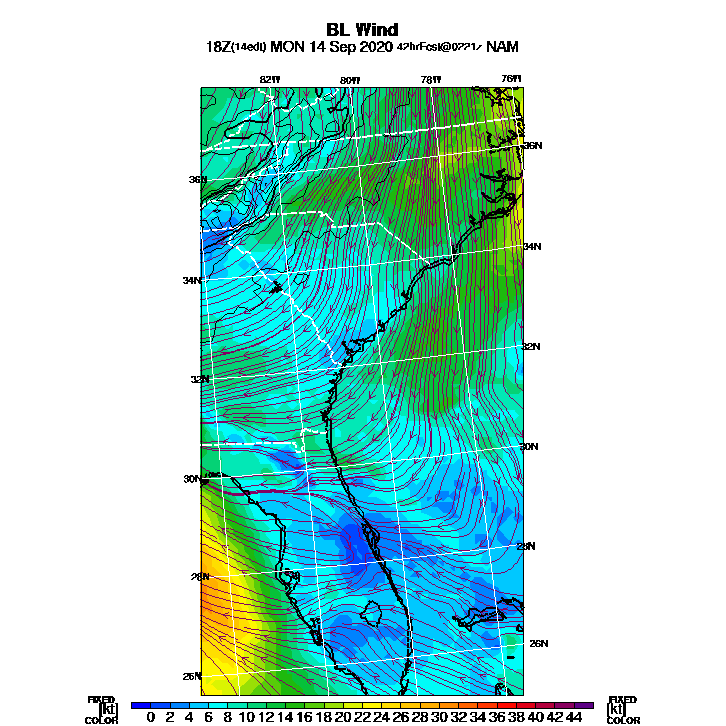 BL Wind
18Z(14edt) MON 14 Sep 2020 42hrFcst@0221z NAM
82W 80W 78W 76W
36N
36N
34N
34N
32N
32N
30N
30N
28N
28N
26N
26N
FIXED FIXED
[kt] 0 2 4 6 8 10 12 14 16 18 20 22 24 26 28 30 32 34 36 38 40 42 44 [kt]
COLOR COLOR